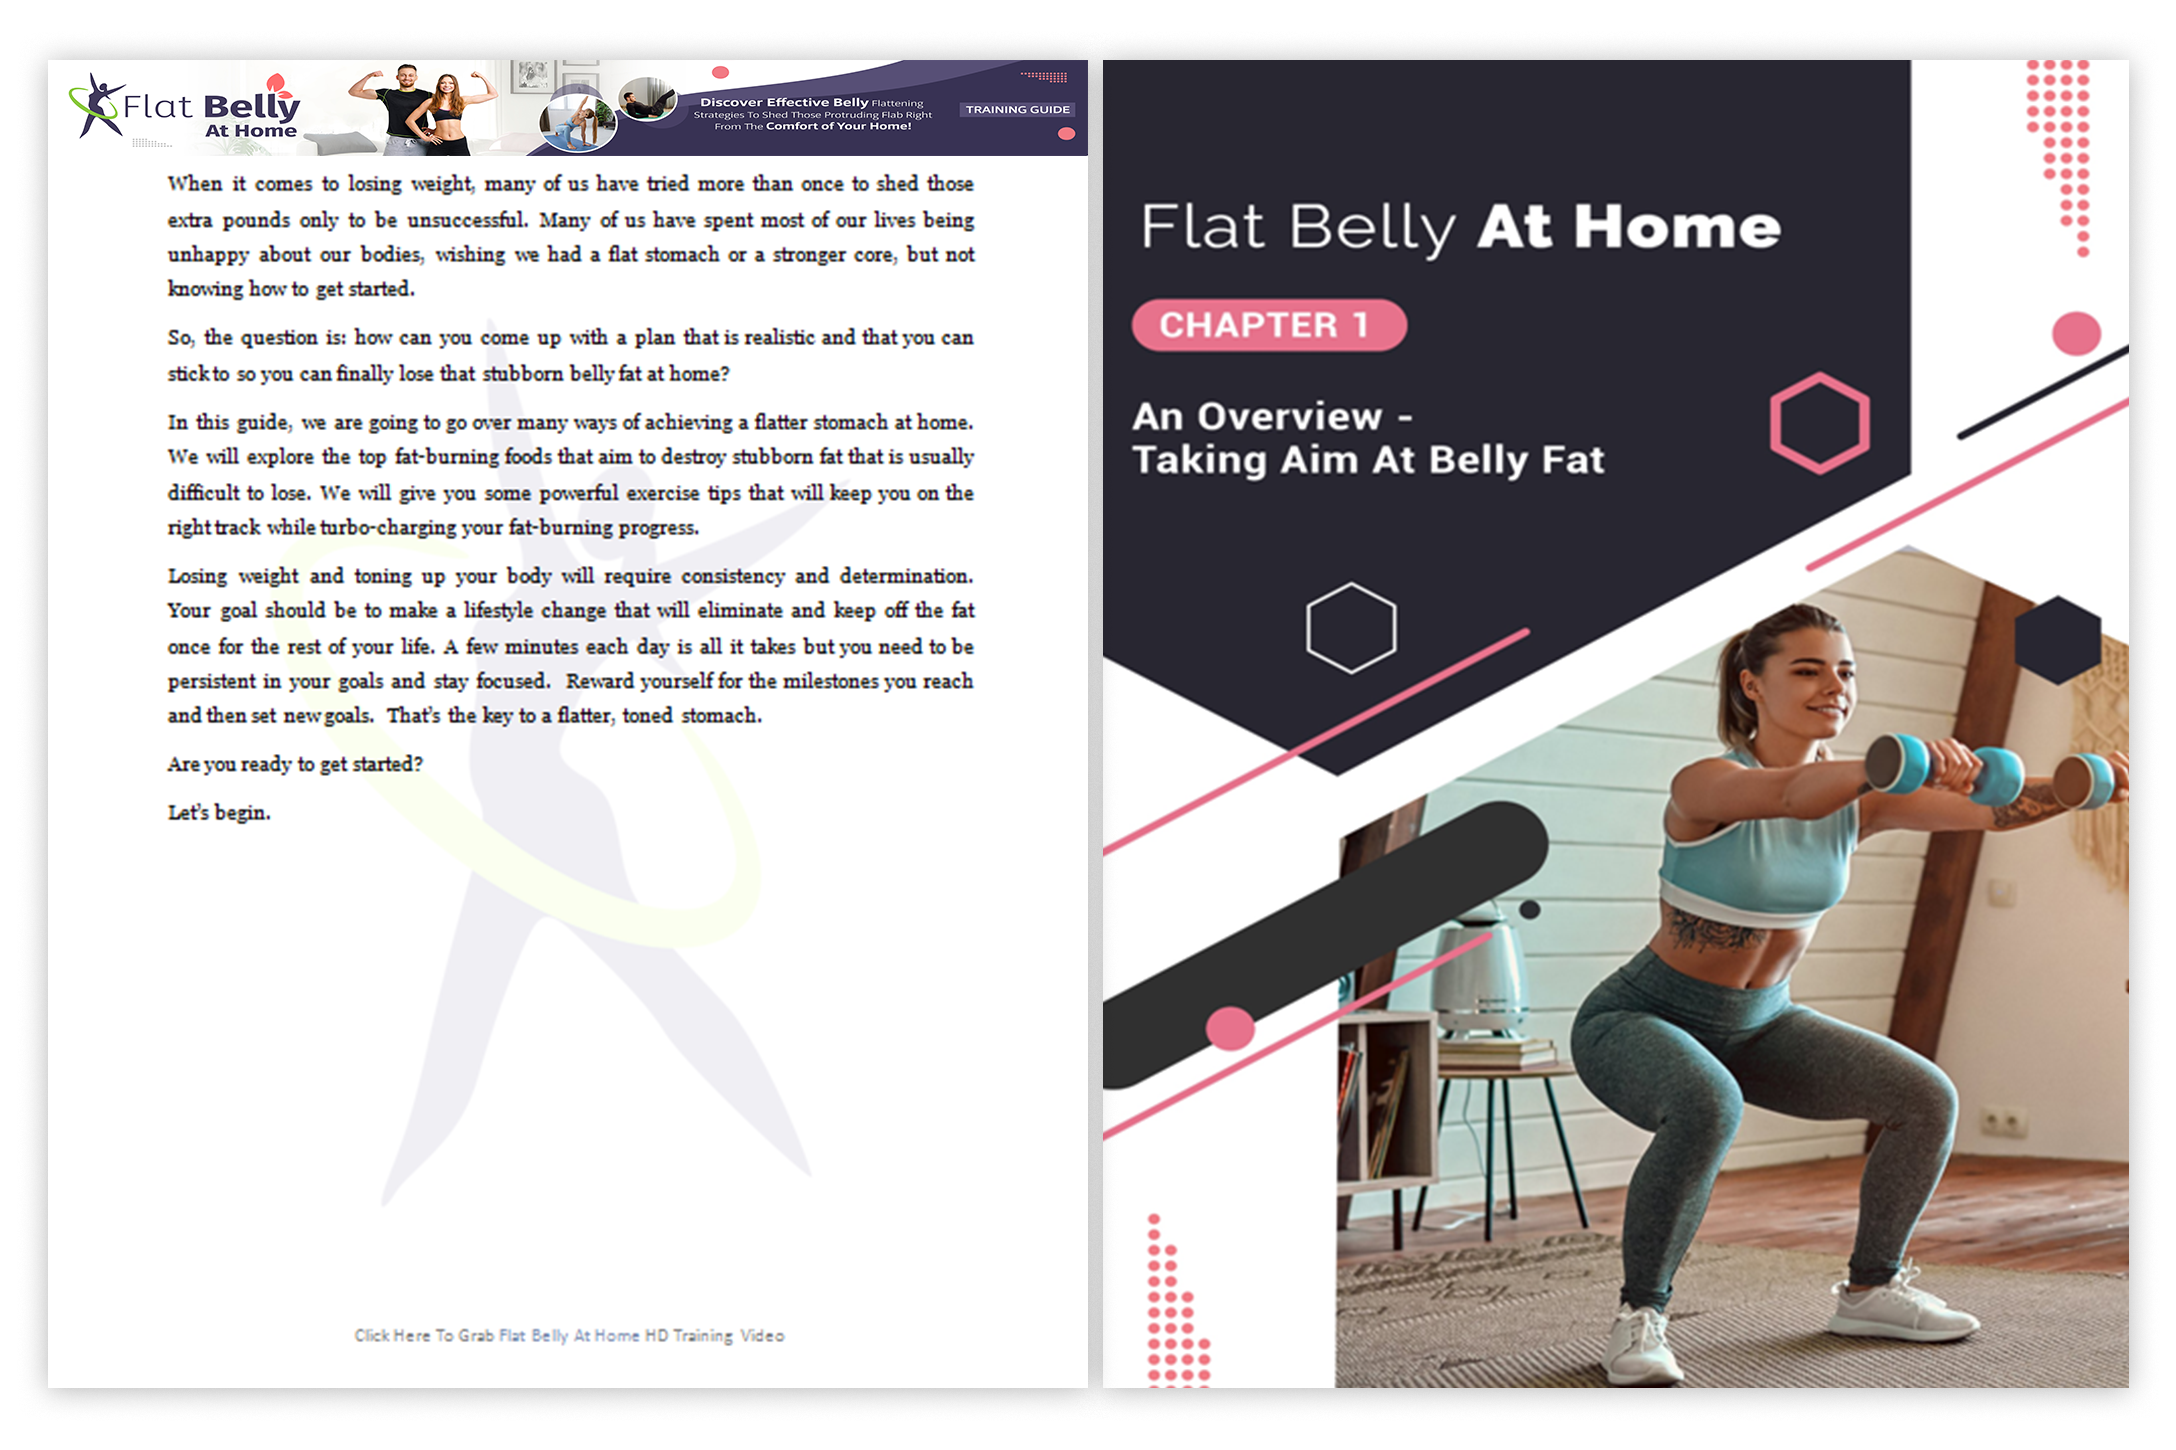 Flat Belly
At Home
Discover Effective Belly Flattening
Strategies To Shed Those Protruding Flab Right
From The Comfort of Your Home!
TRAINING GUIDE
When it comes to losing weight, many of us have tried more than once to shed those
extra pounds only to be unsuccessful. Many of us have spent most of our lives being
unhappy about our bodies, wishing we had a flat stomach or a stronger core, but not
knowing how to get started.
So, the question is: how can you come up with a plan that is realistic and that you can
stick to so you can finally lose that stubborn belly fat at home?
In this guide, we are going to go over many ways of achieving a flatter stomach at home.
We will explore the top fat-burning foods that aim to destroy stubborn fat that is usually
difficult to lose. We will give you some powerful exercise tips that will keep you on the
right track while turbo-charging your fat-burning progress.
Losing weight and toning up your body will require consistency and determination.
Your goal should be to make a lifestyle change that will eliminate and keep off the fat
once for the rest of your life. A few minutes each day is all it takes but you need to be
persistent in your goals and stay focused. Reward yourself for the milestones you reach
and then set new goals. That's the key to a flatter, toned stomach.
Are you ready to get started?
Let's begin.
Click Here To Grab Flat Belly At Home HD Training Video
Flat Belly At Home
CHAPTER 1
An Overview -
Taking Aim At Belly Fat